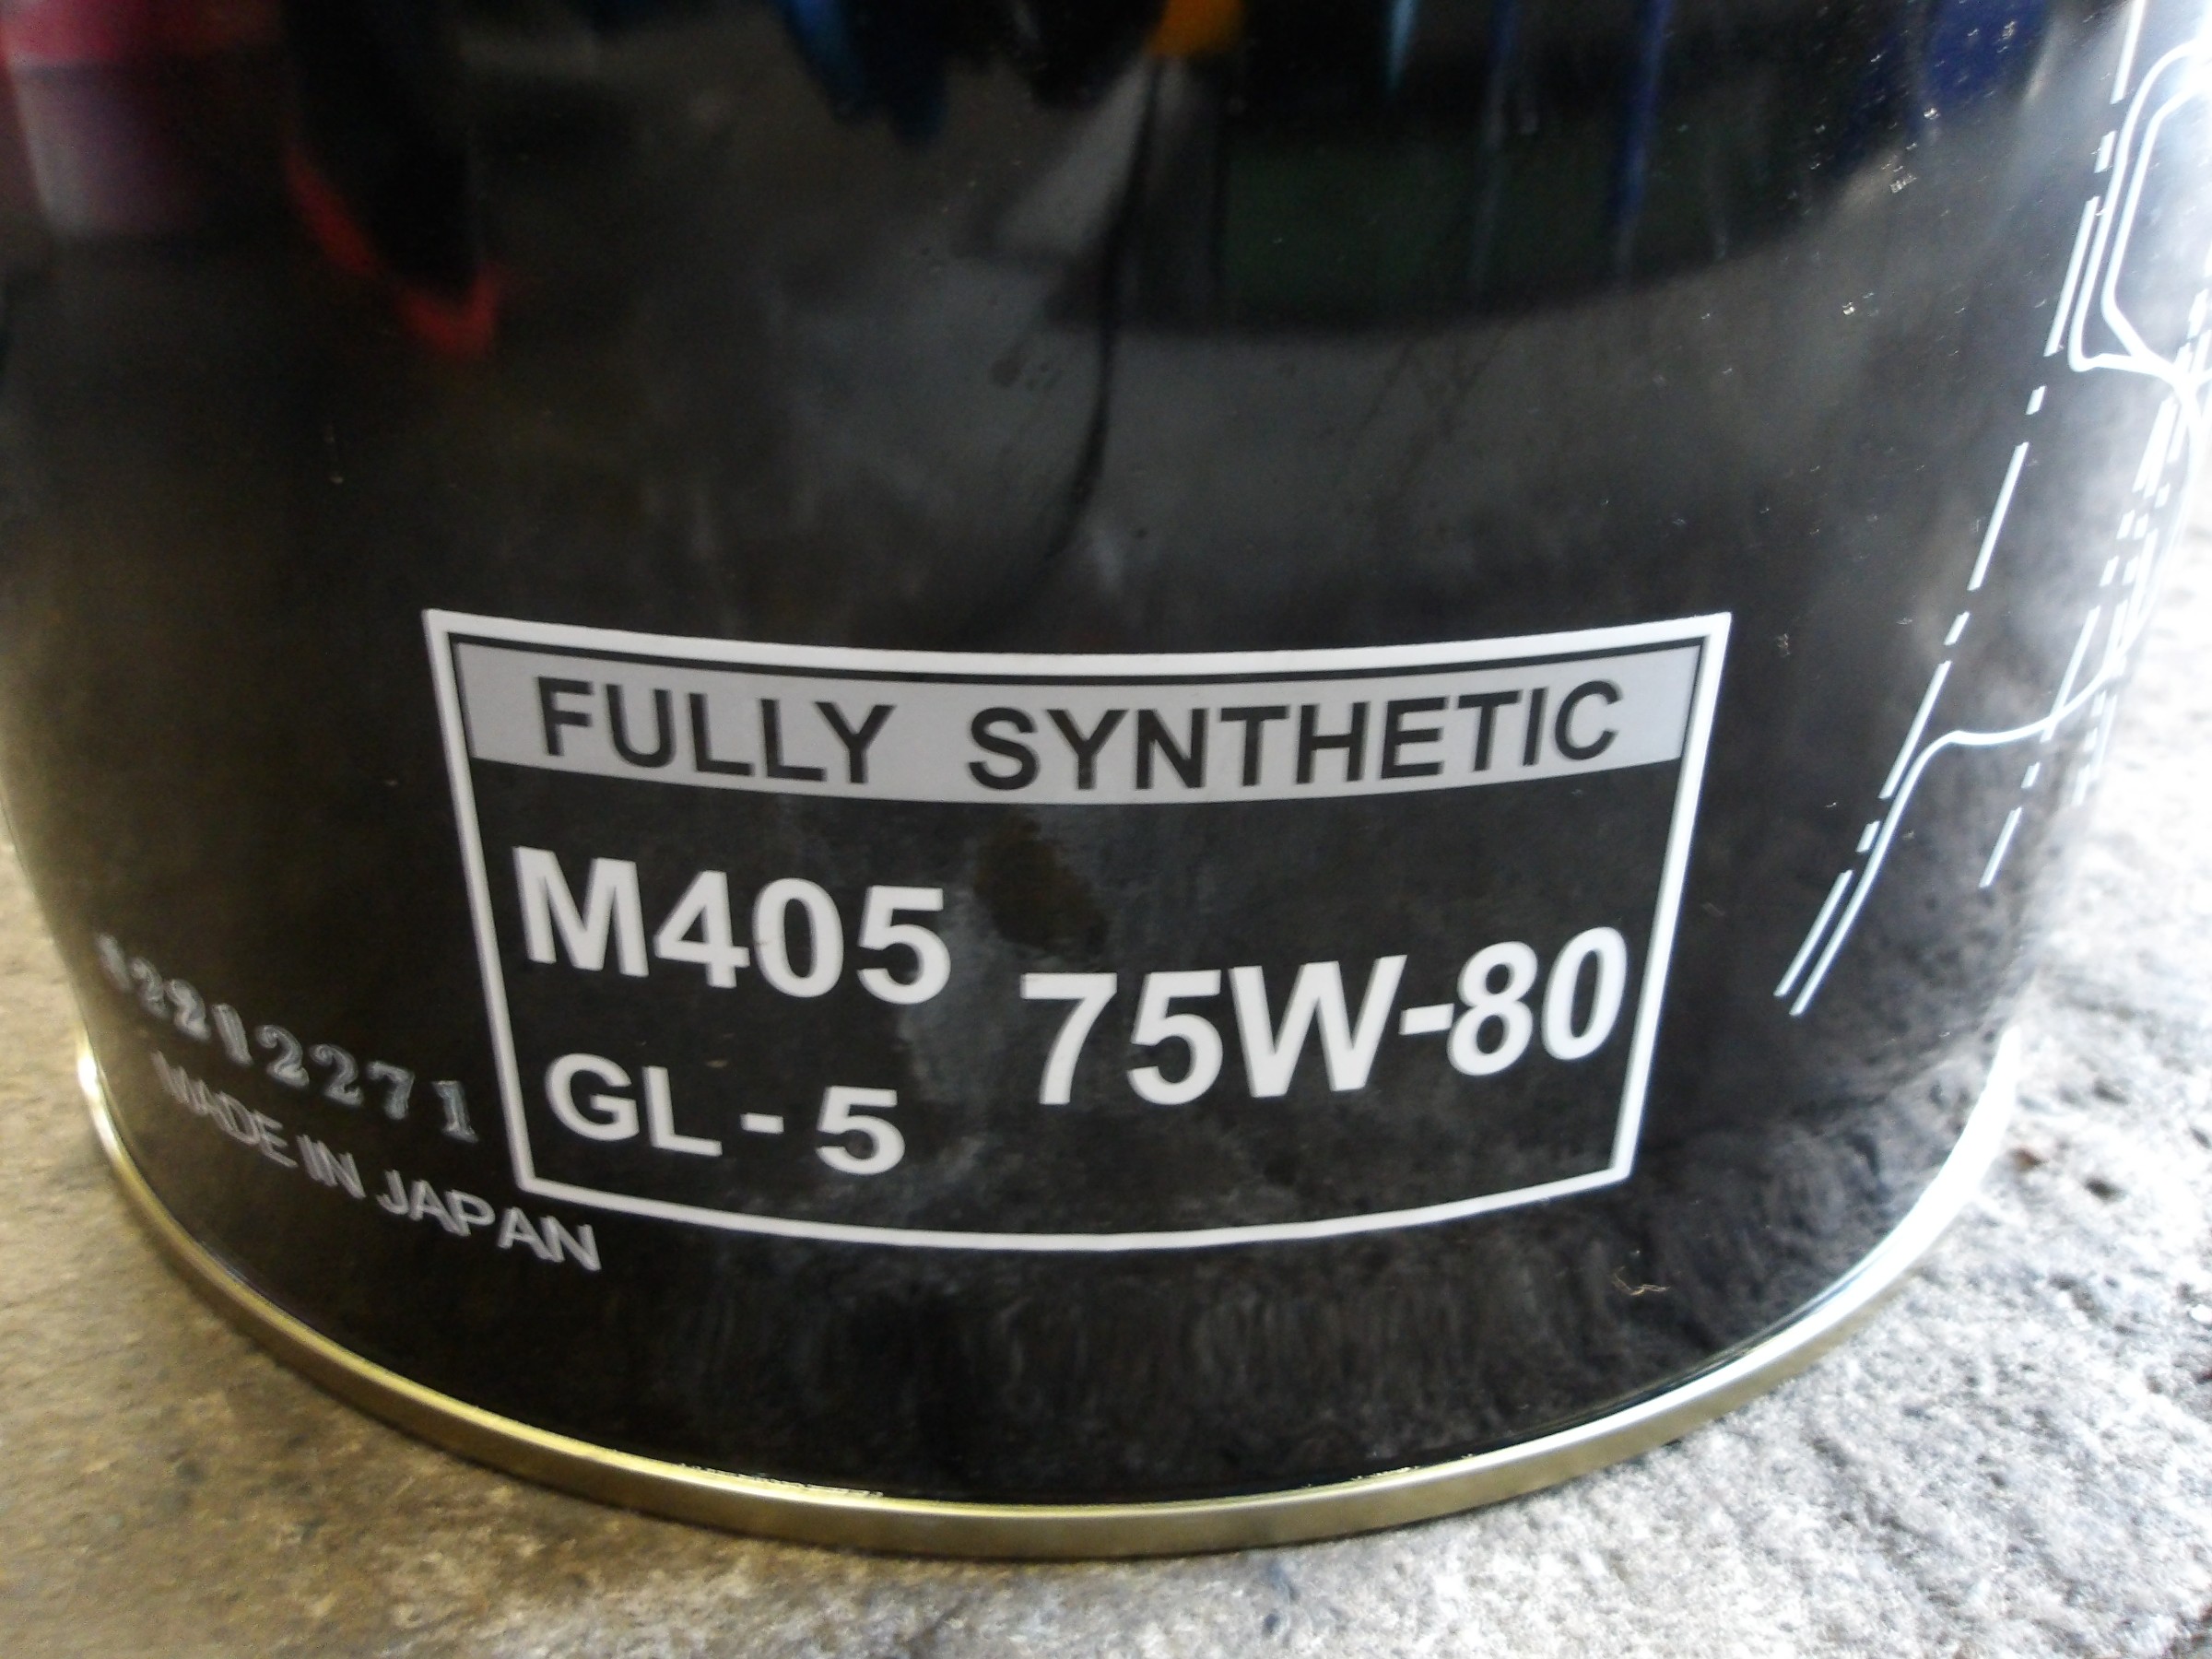 FULLY SYNTHETIC
M405 75W-80
GL-5
MADE IN JAPAN